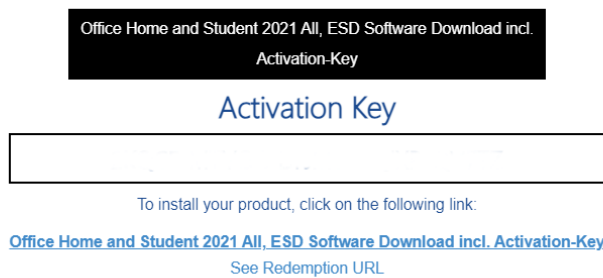 Office Home and Student 2021 All, ESD Software Download incl.
Activation-Key
Activation Key
To install your product, click on the following link:
Office Home and Student 2021 All, ESD Software Download incl. Activation-Key
See Redemption URL